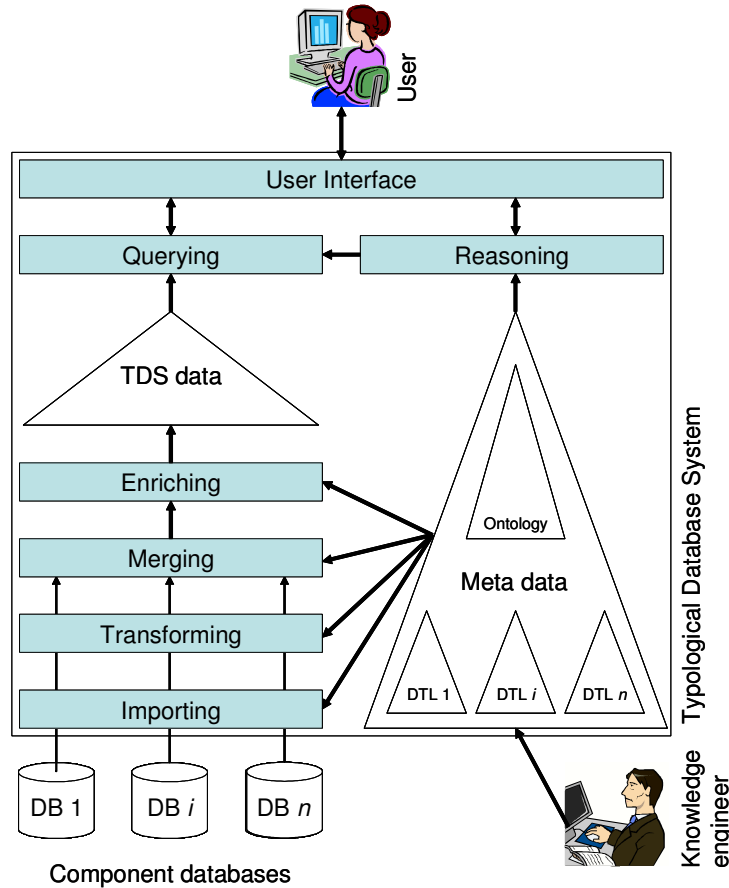 User
User Interface
Querying
Reasoning
TDS data
Enriching
Ontology
Merging
Meta data
Transforming
DTL 1
DTL i
DTL n
Importing
Typological Database System
DB 1
DB i
DB n
Knowledge
engineer
Component databases